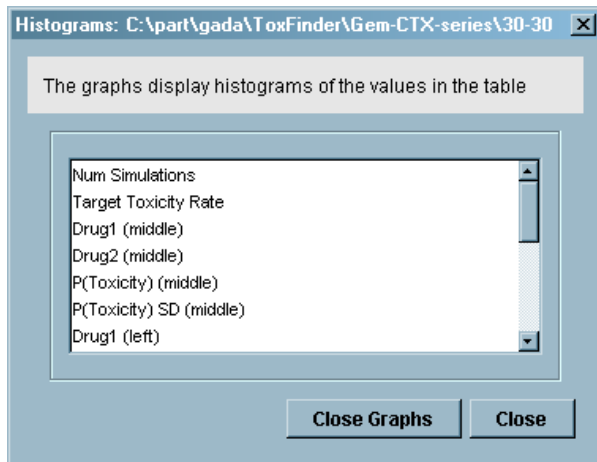 Histograms: C:\part\gada\ToxFinder\Gem-CTX-series\30-30
The graphs display histograms of the values in the table
Num Simulations
Target Toxicity Rate
Drug1 (middle)
Drug2 (middle)
P(Toxicity) (middle)
P(Toxicity) SD (middle)
Drug1 (left)
Close Graphs
Close